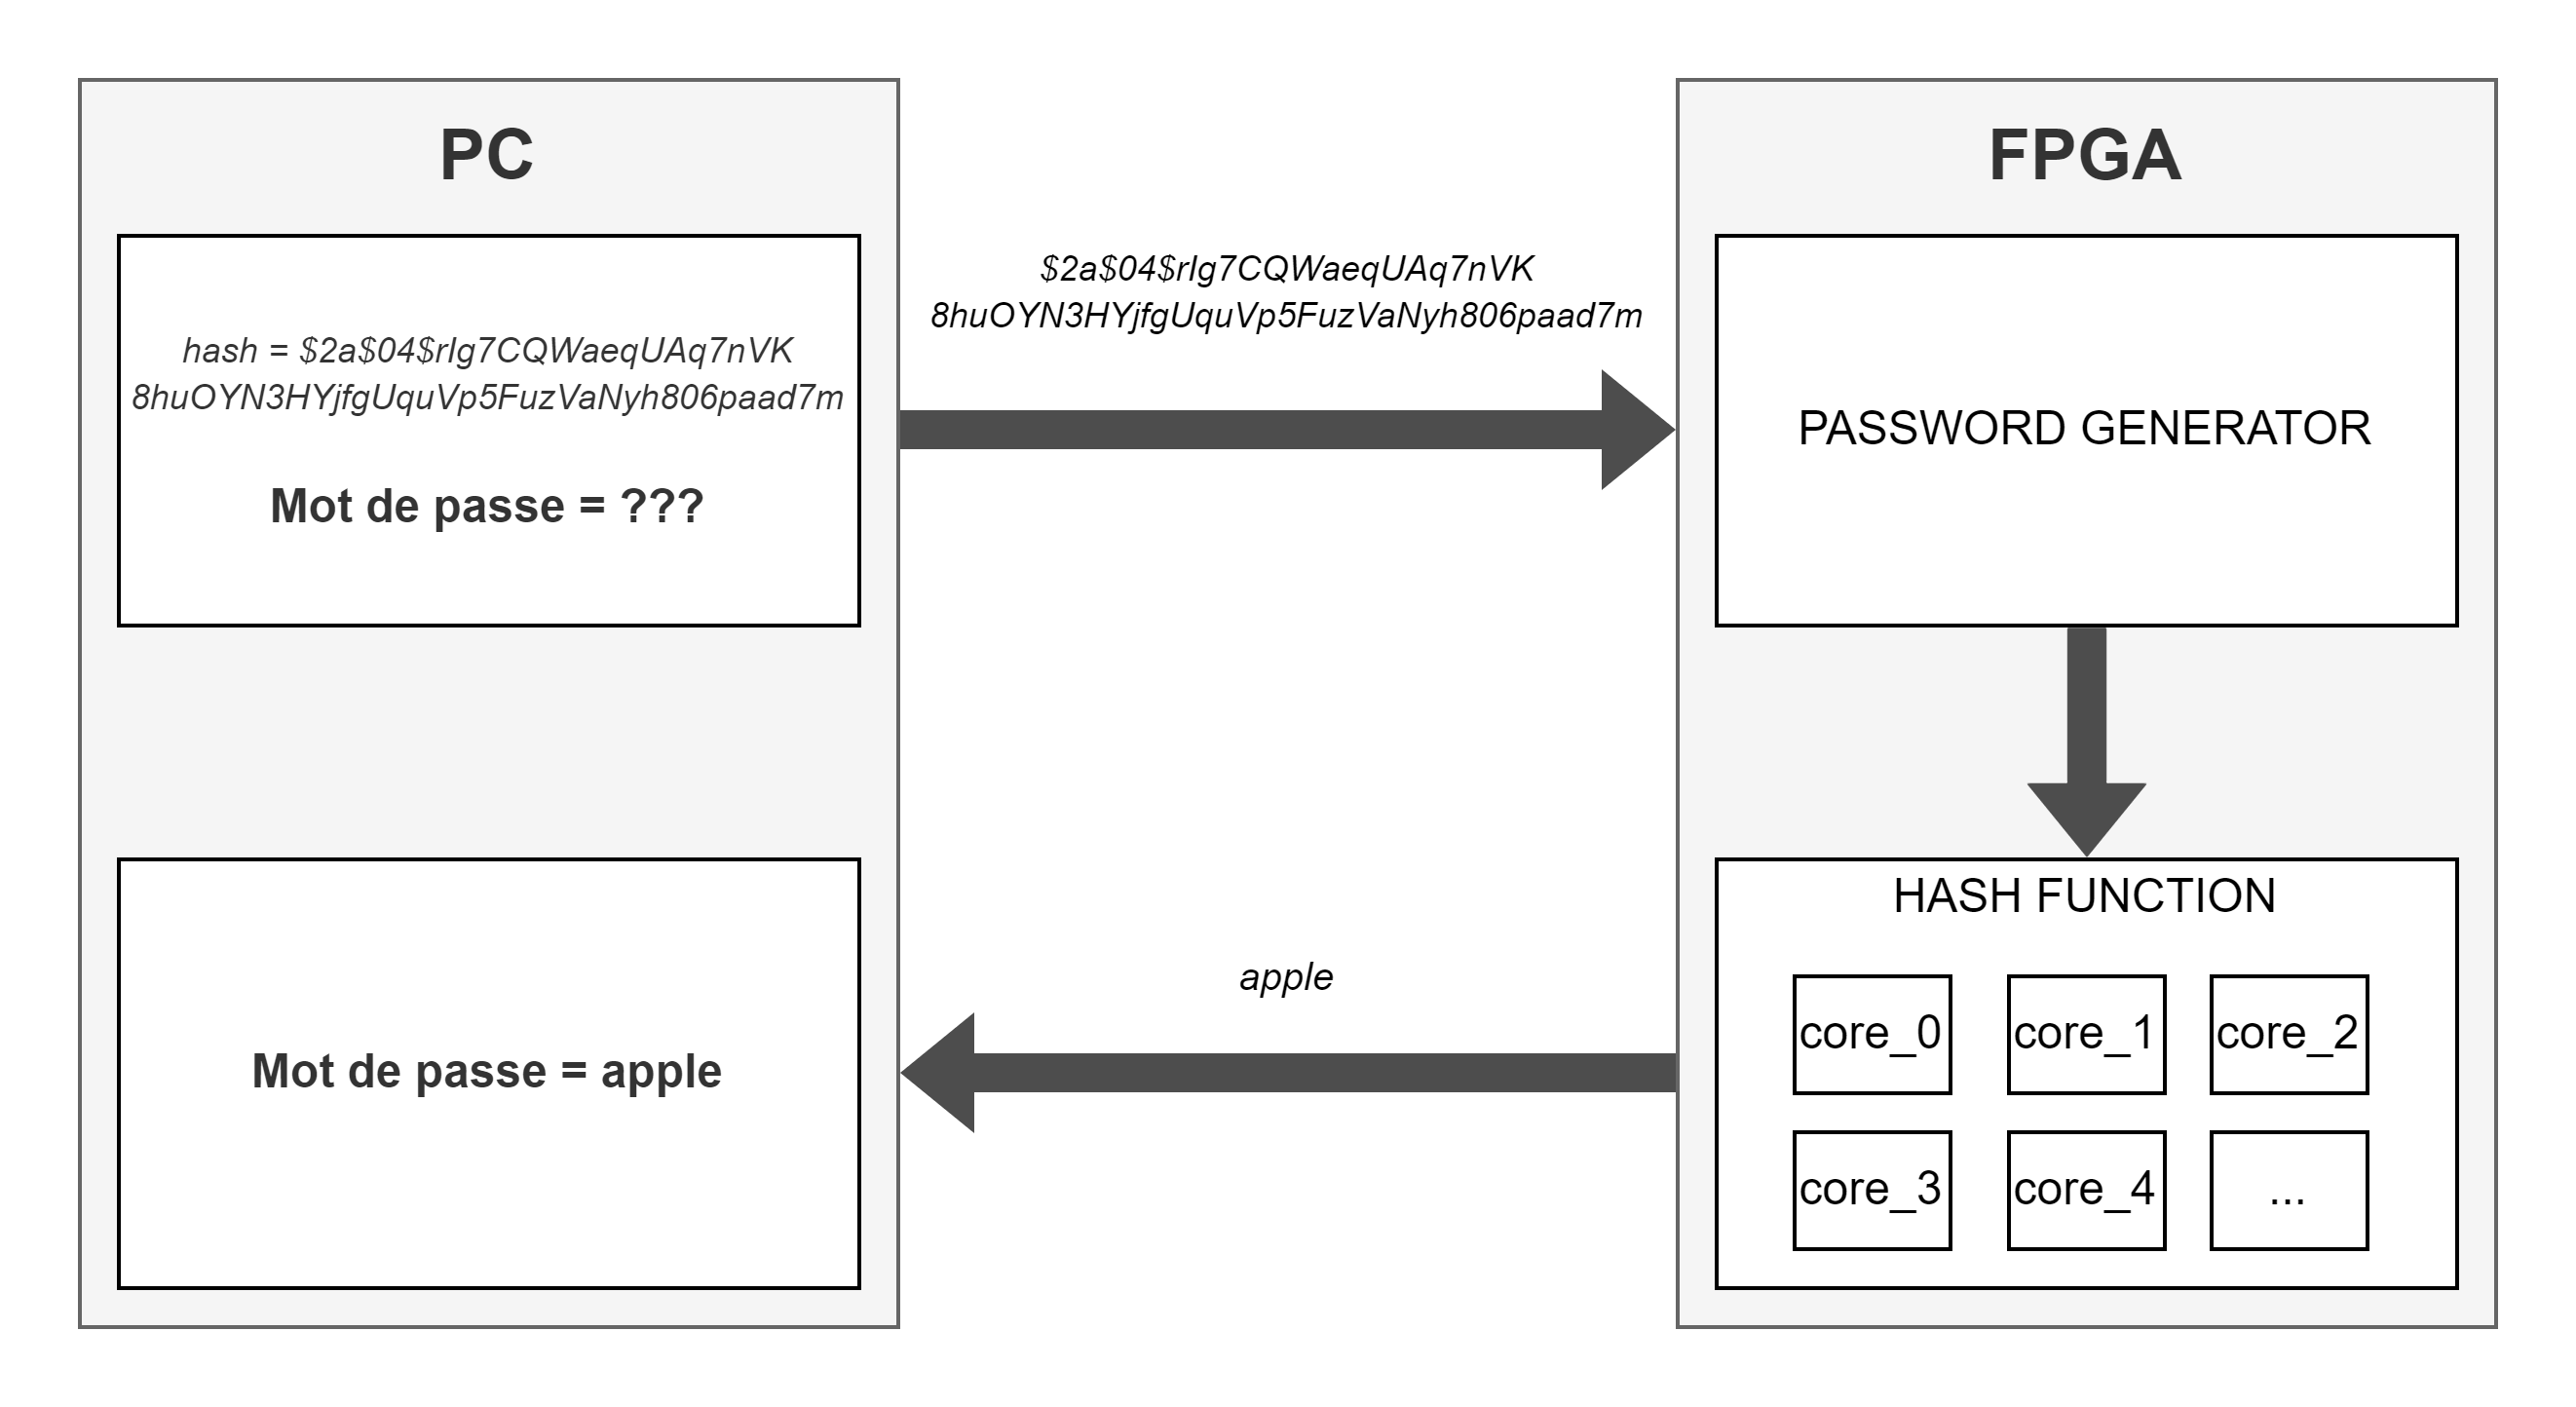 PC
hash = $2a$04$rIg7CQWaeqUAq7nVK
8huOYN3HYjfgUquVp5FuzVaNyh806paad7m
Mot de passe = ???
$2a$04$rIg7CQWaeqUAq7nVK
8huOYN3HYjfgUquVp5FuzVaNyh806paad7m
FPGA
PASSWORD GENERATOR
HASH FUNCTION
core_0
core_1
core_2
core_3
core_4
...
apple
Mot de passe = apple